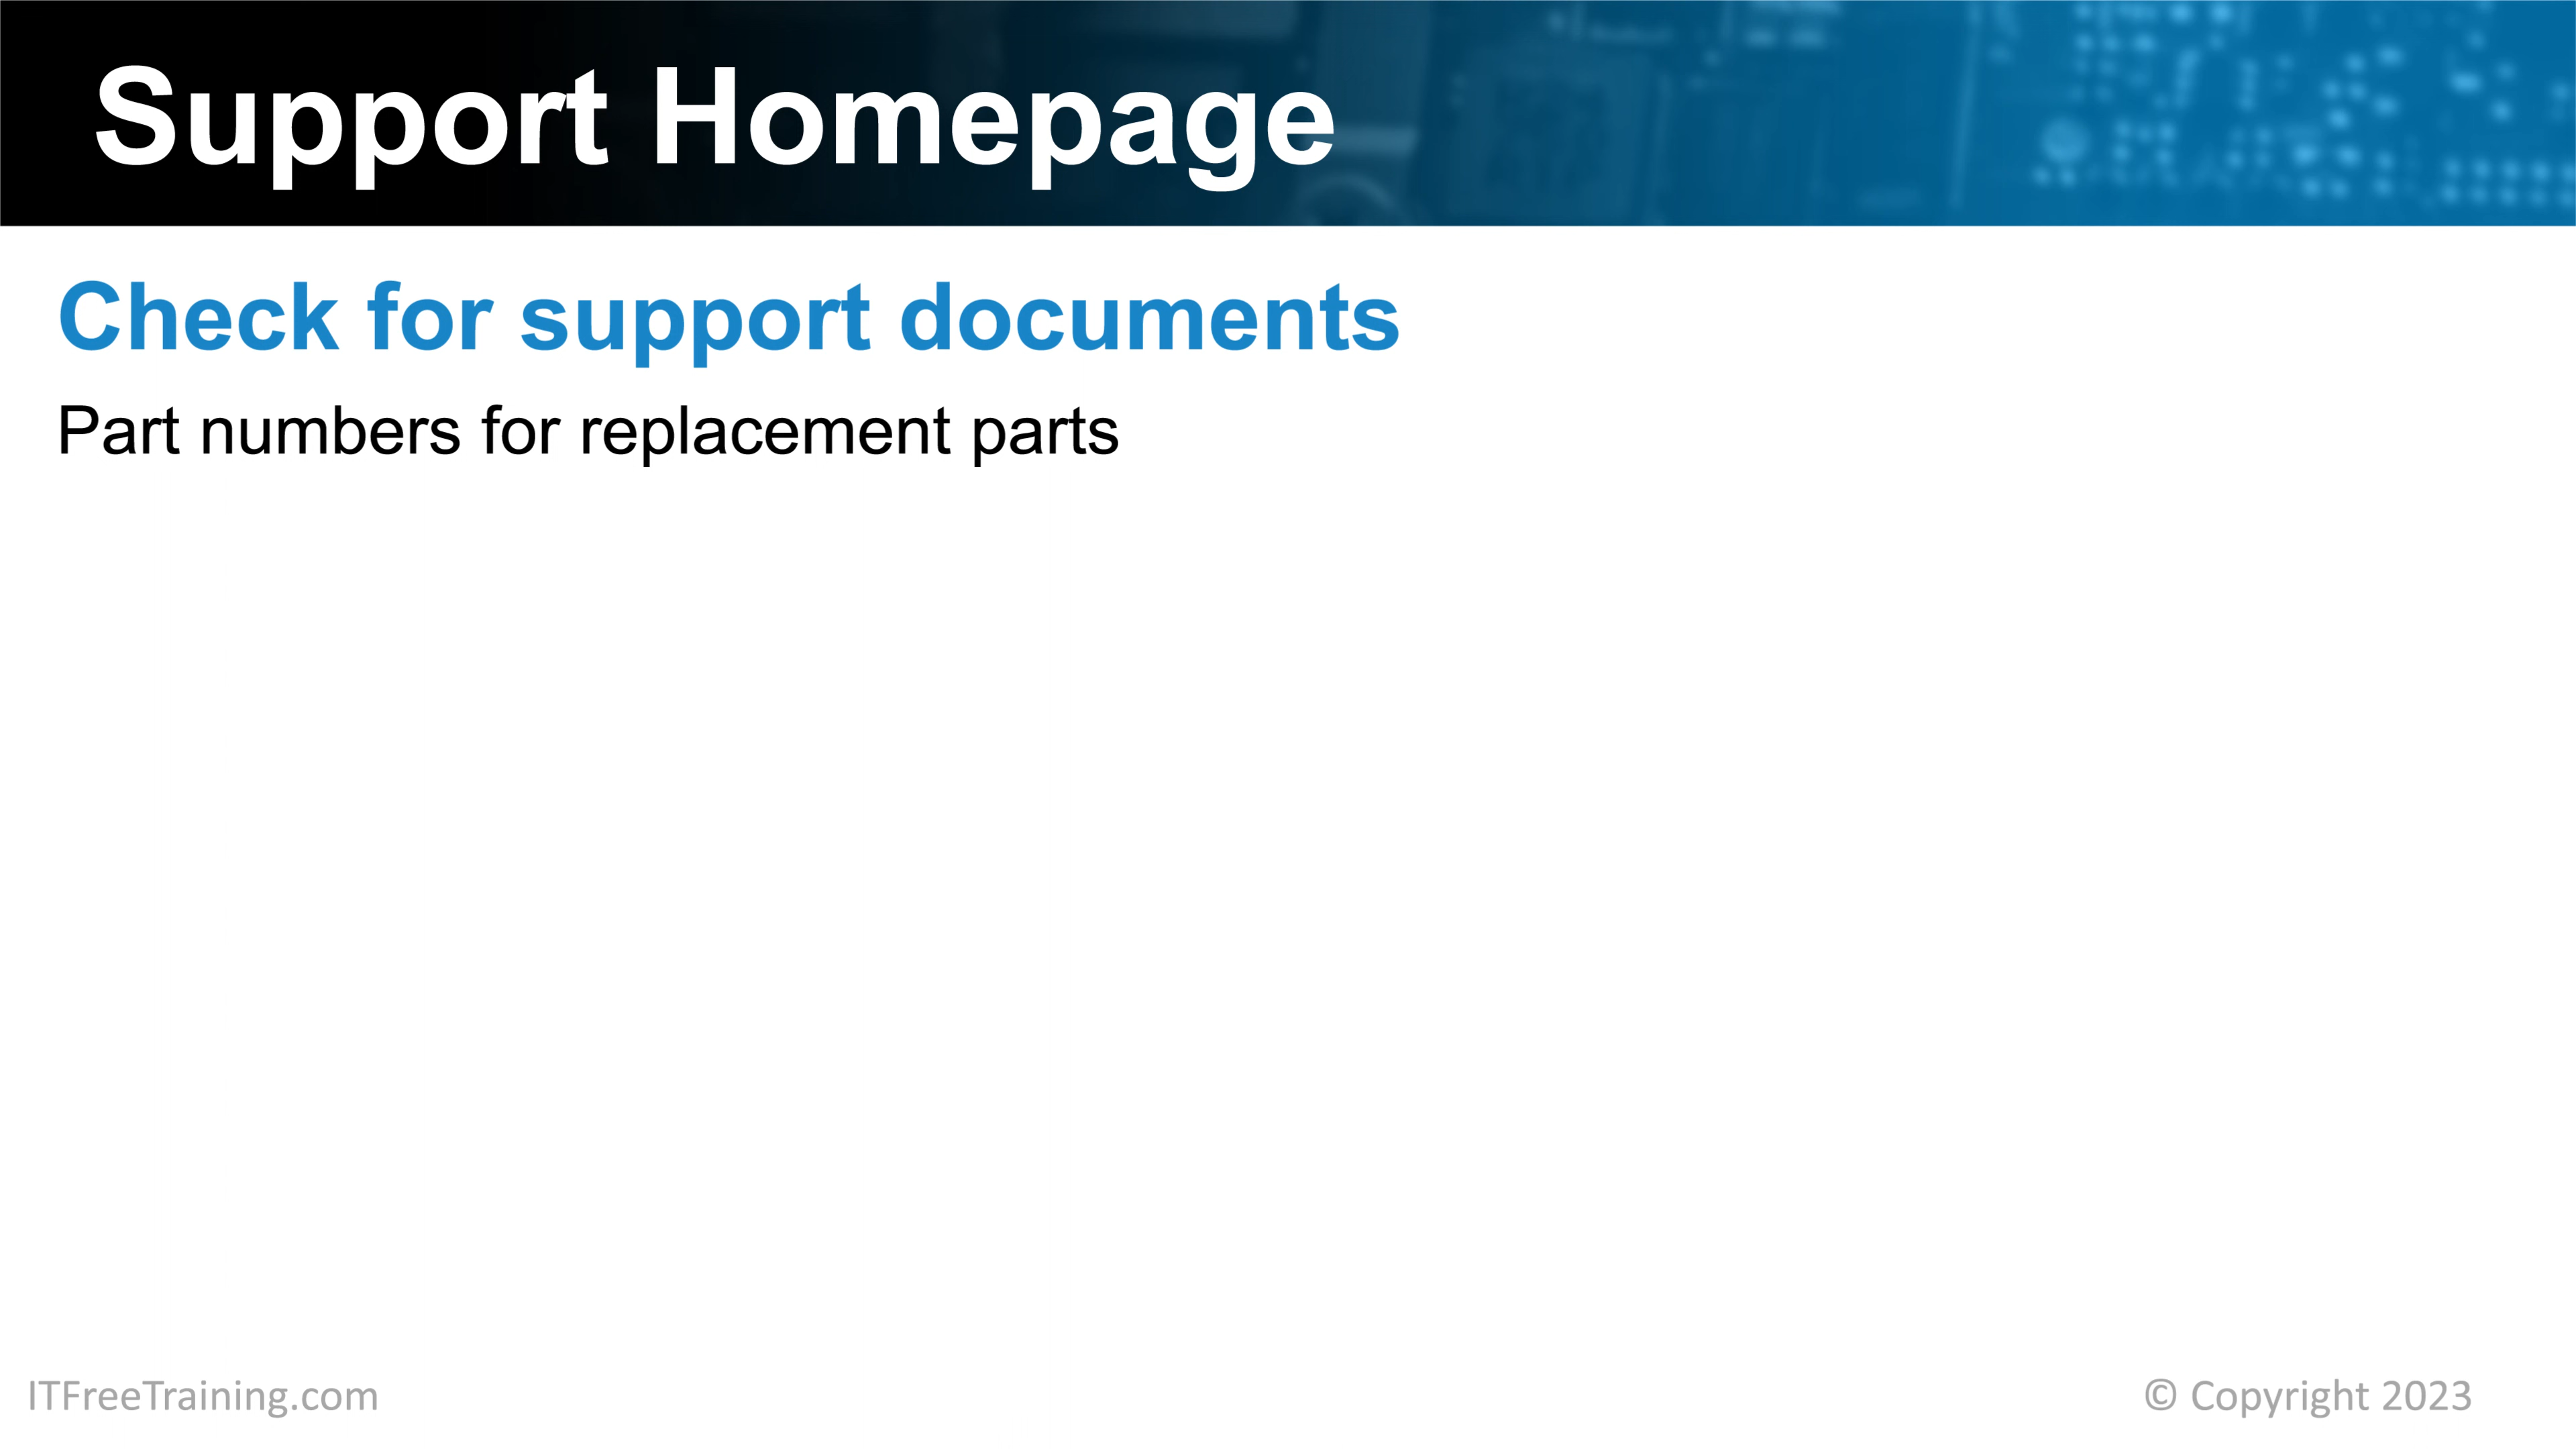 Support Homepage
Check for support documents
Part numbers for replacement parts
ITFreeTraining.com
© Copyright 2023